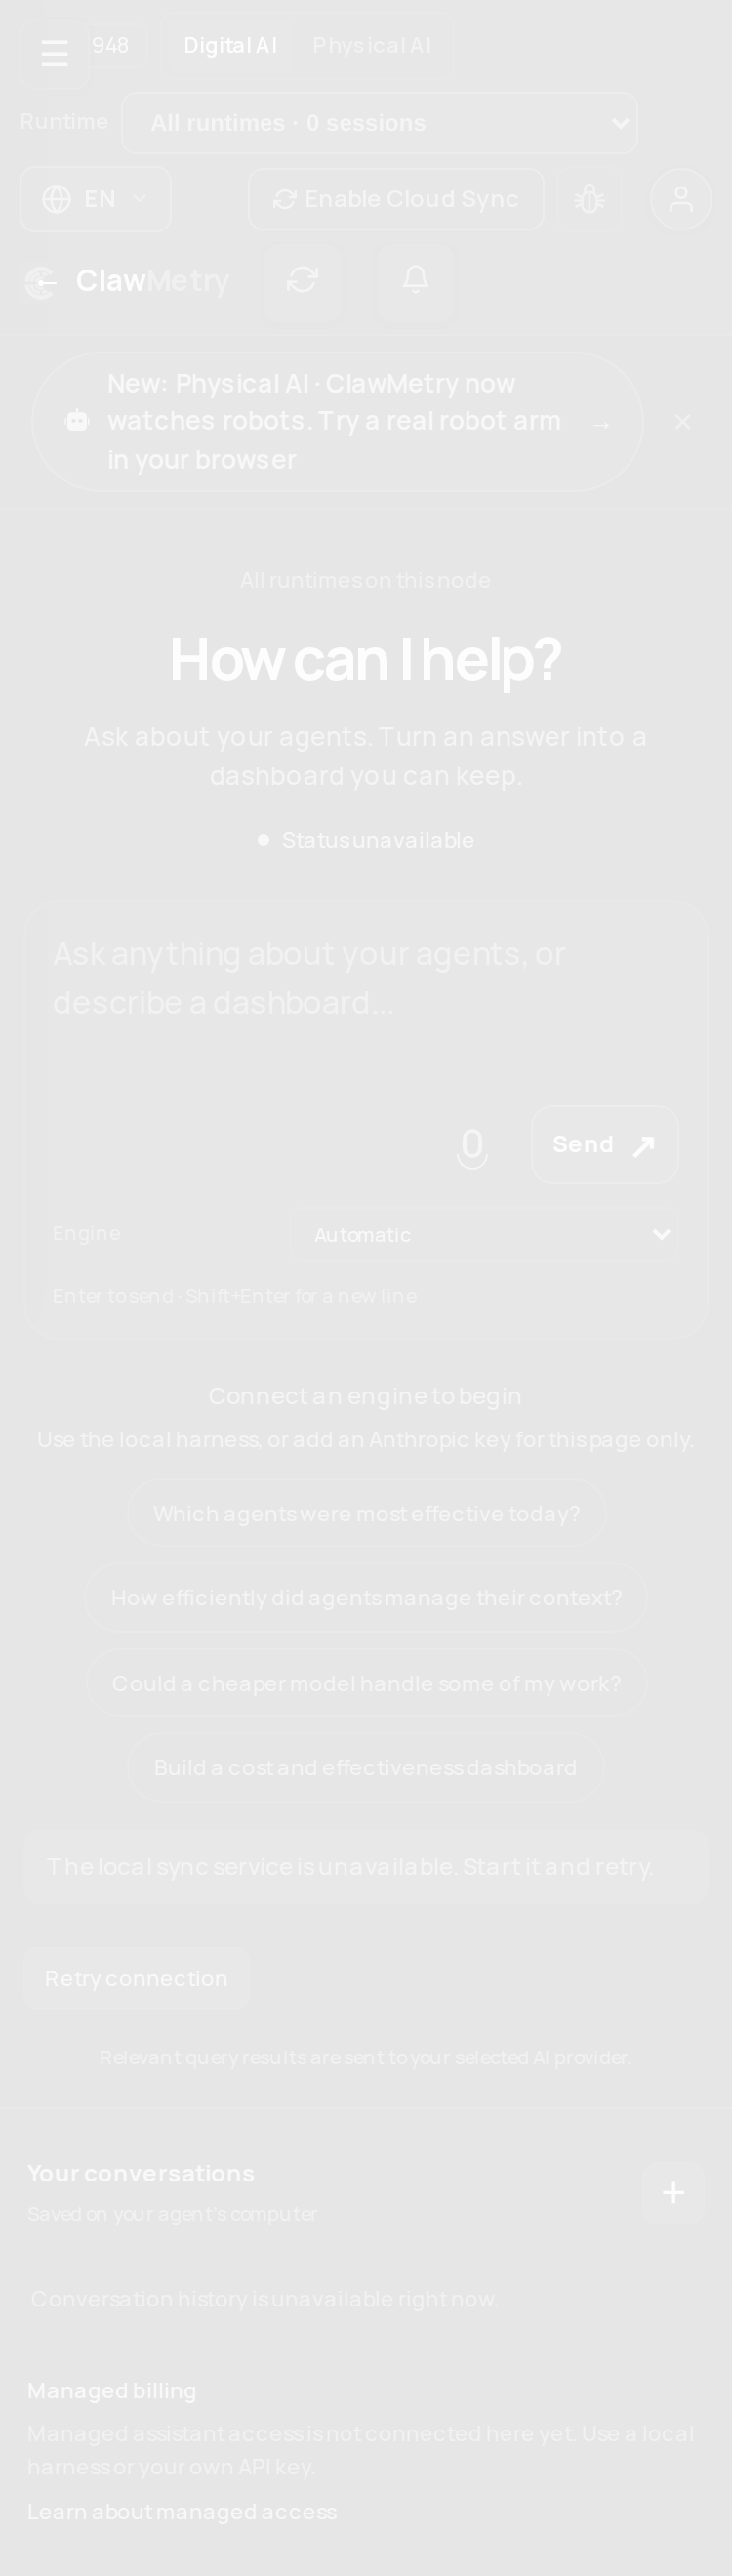 948
Digital AI
Physical AI
Runtime
All runtimes · 0 sessions
EN
Enable Cloud Sync
ClawMetry
New: Physical AI · ClawMetry now
watches robots. Try a real robot arm →
in your browser
All runtimes on this node
How can I help?
Ask about your agents. Turn an answer into a
dashboard you can keep.
Status unavailable
Ask anything about your agents, or
describe a dashboard...
Send ↗
Engine
Automatic
Enter to send · Shift+Enter for a new line
Connect an engine to begin
Use the local harness, or add an Anthropic key for this page only.
Which agents were most effective today?
How efficiently did agents manage their context?
Could a cheaper model handle some of my work?
Build a cost and effectiveness dashboard
The local sync service is unavailable. Start it and retry.
Retry connection
Relevant query results are sent to your selected AI provider.
Your conversations
+
Saved on your agent's computer
Conversation history is unavailable right now.
Managed billing
Managed assistant access is not connected here yet. Use a local
harness or your own API key.
Learn about managed access